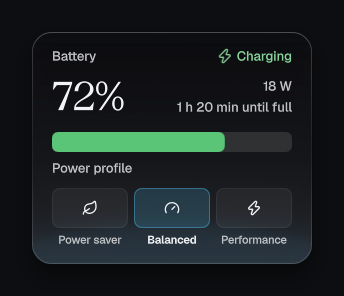 Battery
Charging
72%
18 W
1 h 20 min until full
Power profile
Power saver
Balanced
Performance